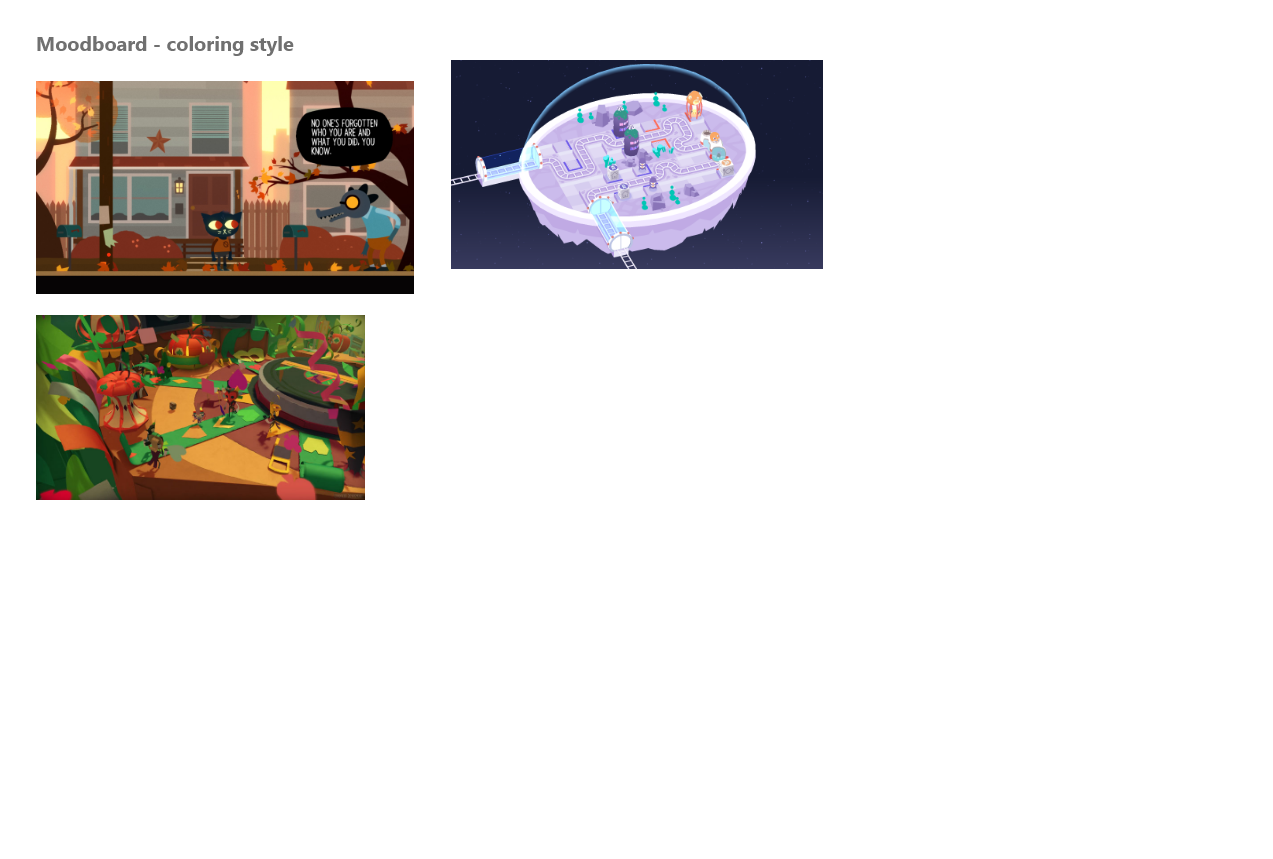 Moodboard - coloring style
NO ONE'S FORGOTTEN
WHO YOU ARE AND
WHAT YOU DID, YOU
KNOW.